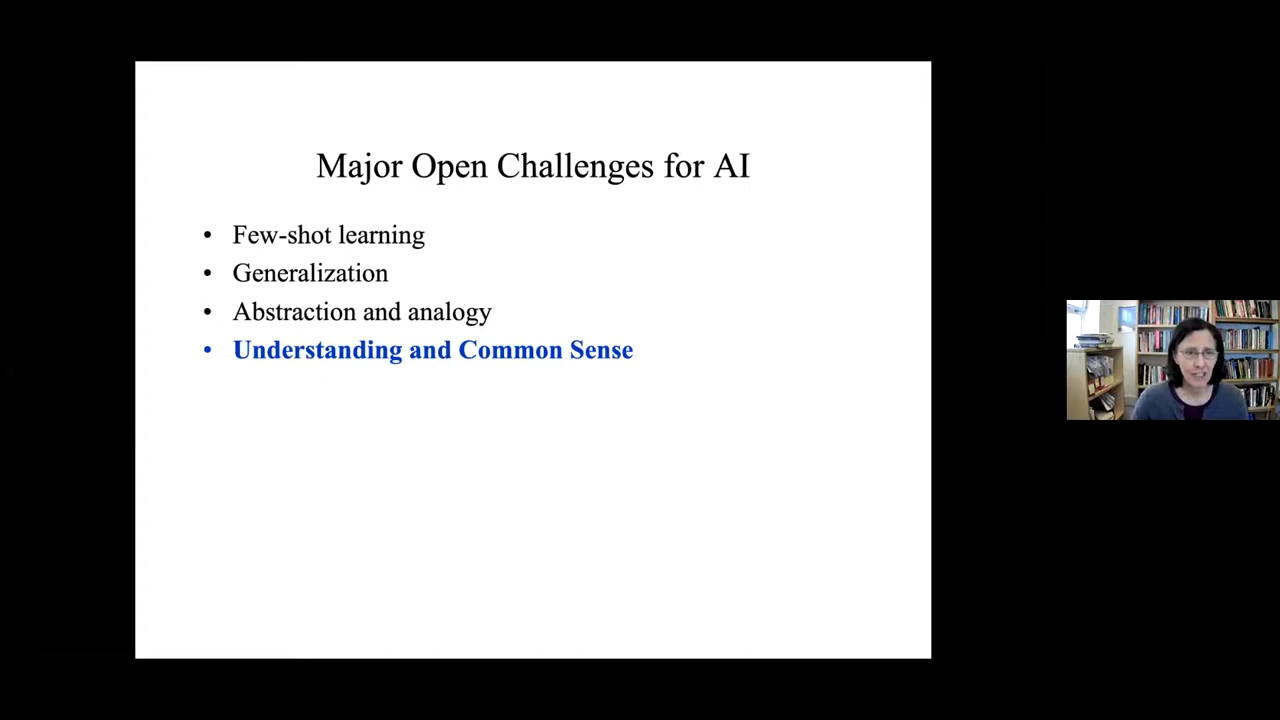 Major Open Challenges for AI
• Few-shot learning
• Generalization
• Abstraction and analogy
• Understanding and Common Sense